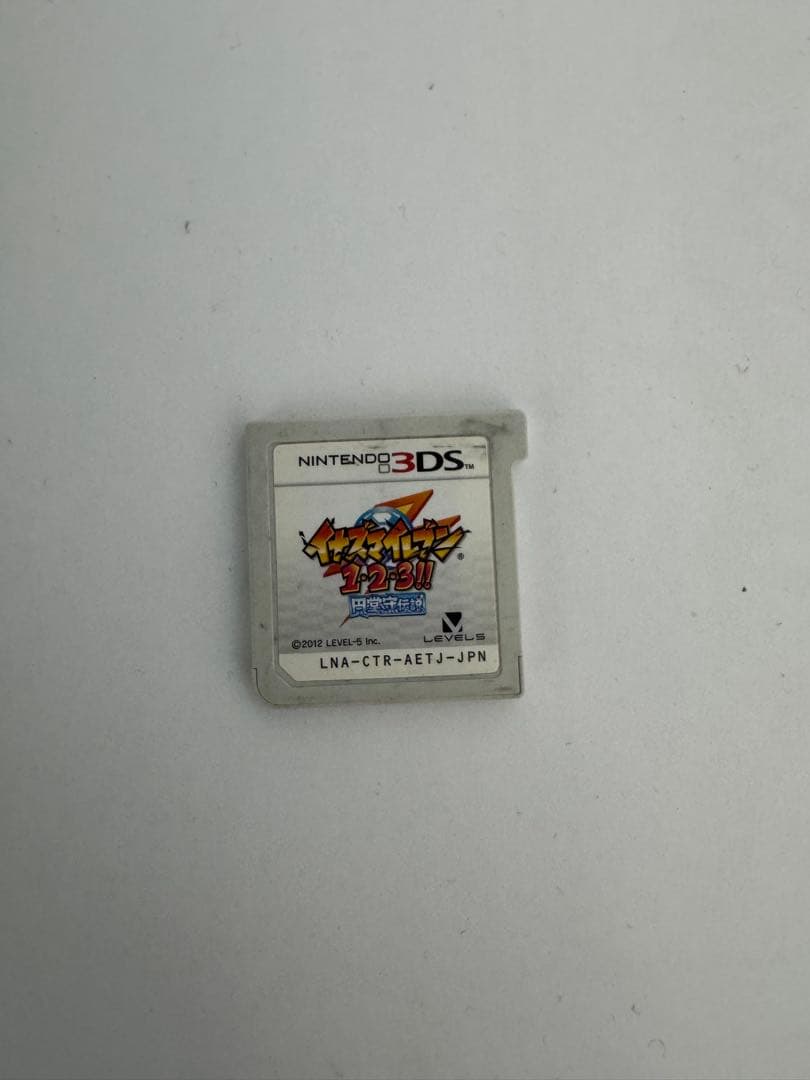 NINTENDO 3DS™
イナズマイレブン®
1・2・3!!
円堂守伝説
©2012 LEVEL-5 Inc.
LEVEL5
LNA-CTR-AETJ-JPN